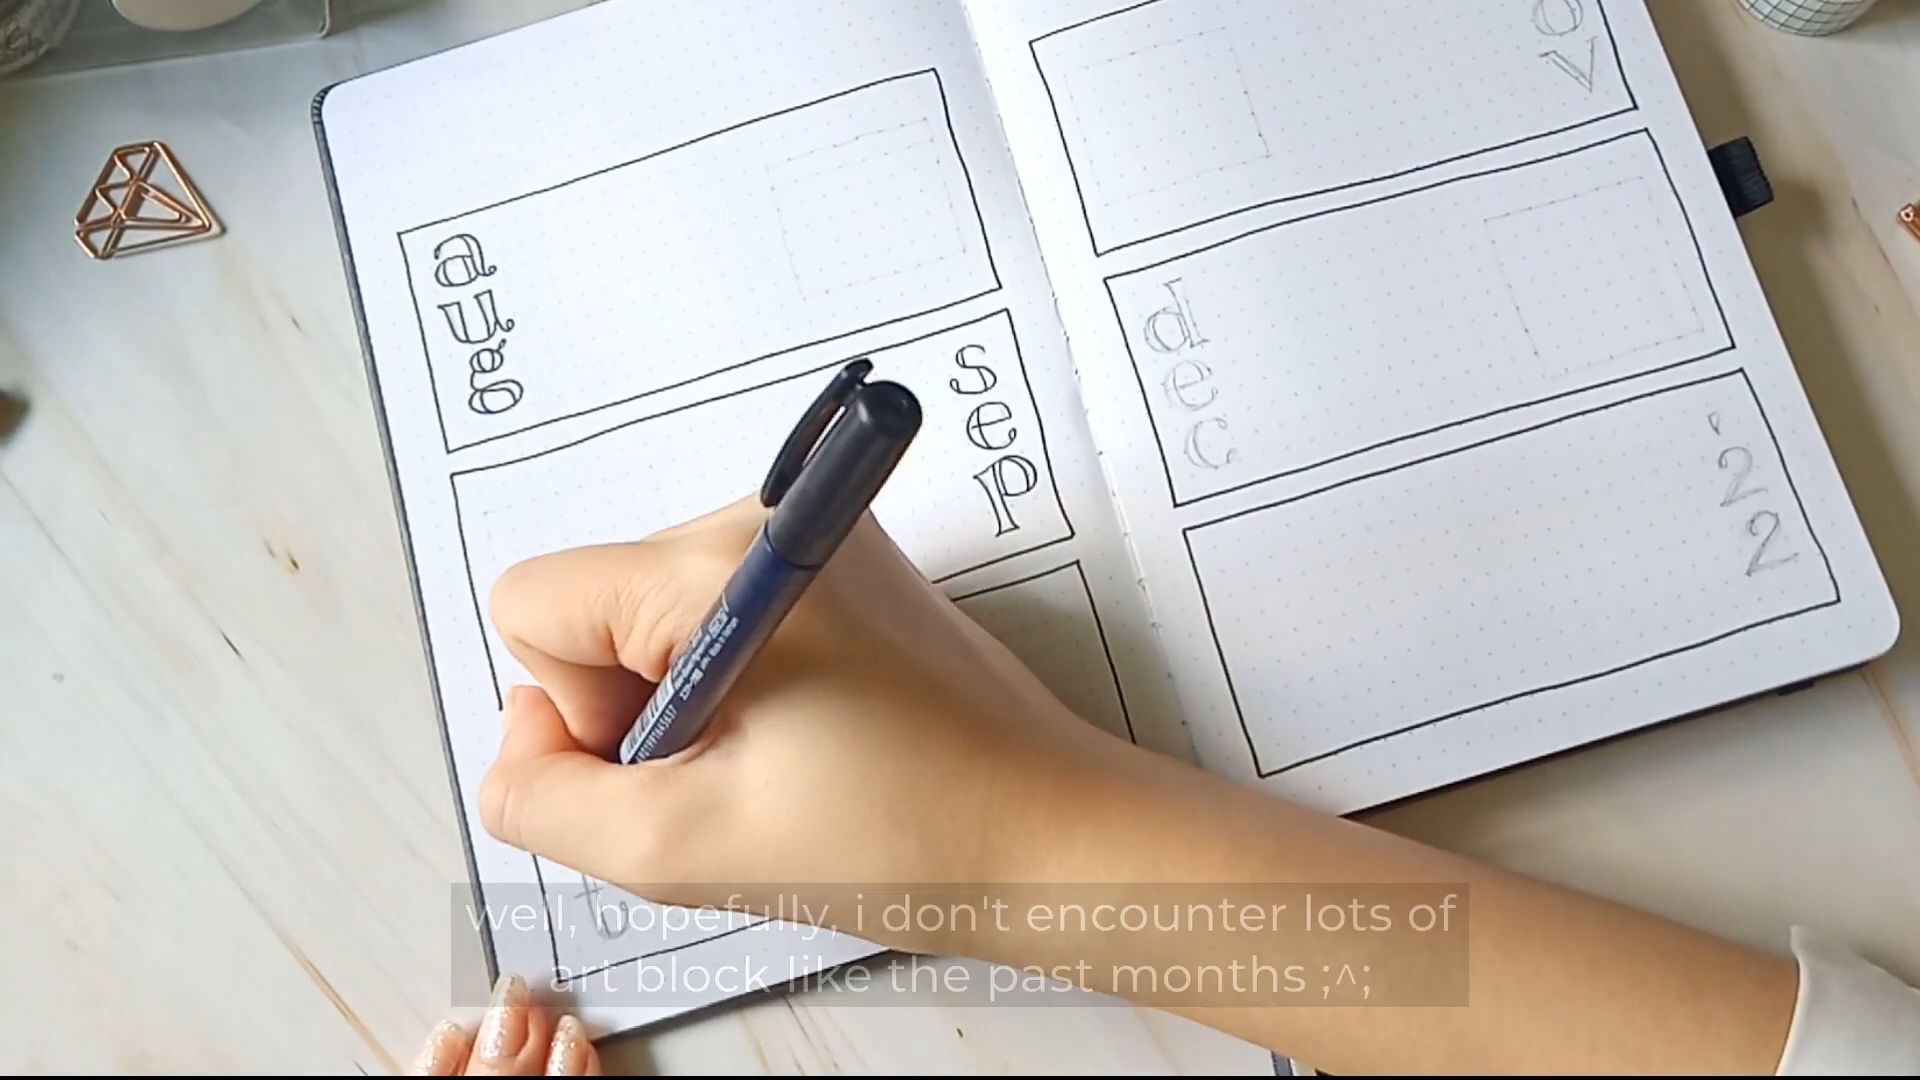 aug
sep
t
ov
dec
'22
well, hopefully, i don't encounter lots of
art block like the past months ;^;